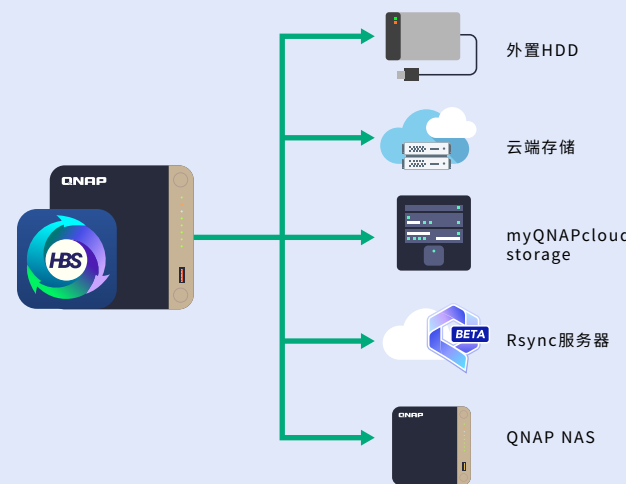 外置HDD
云端存储
QNAP
HBS
myQNAPcloud
storage
BETA
Rsync服务器
QNAP
QNAP NAS